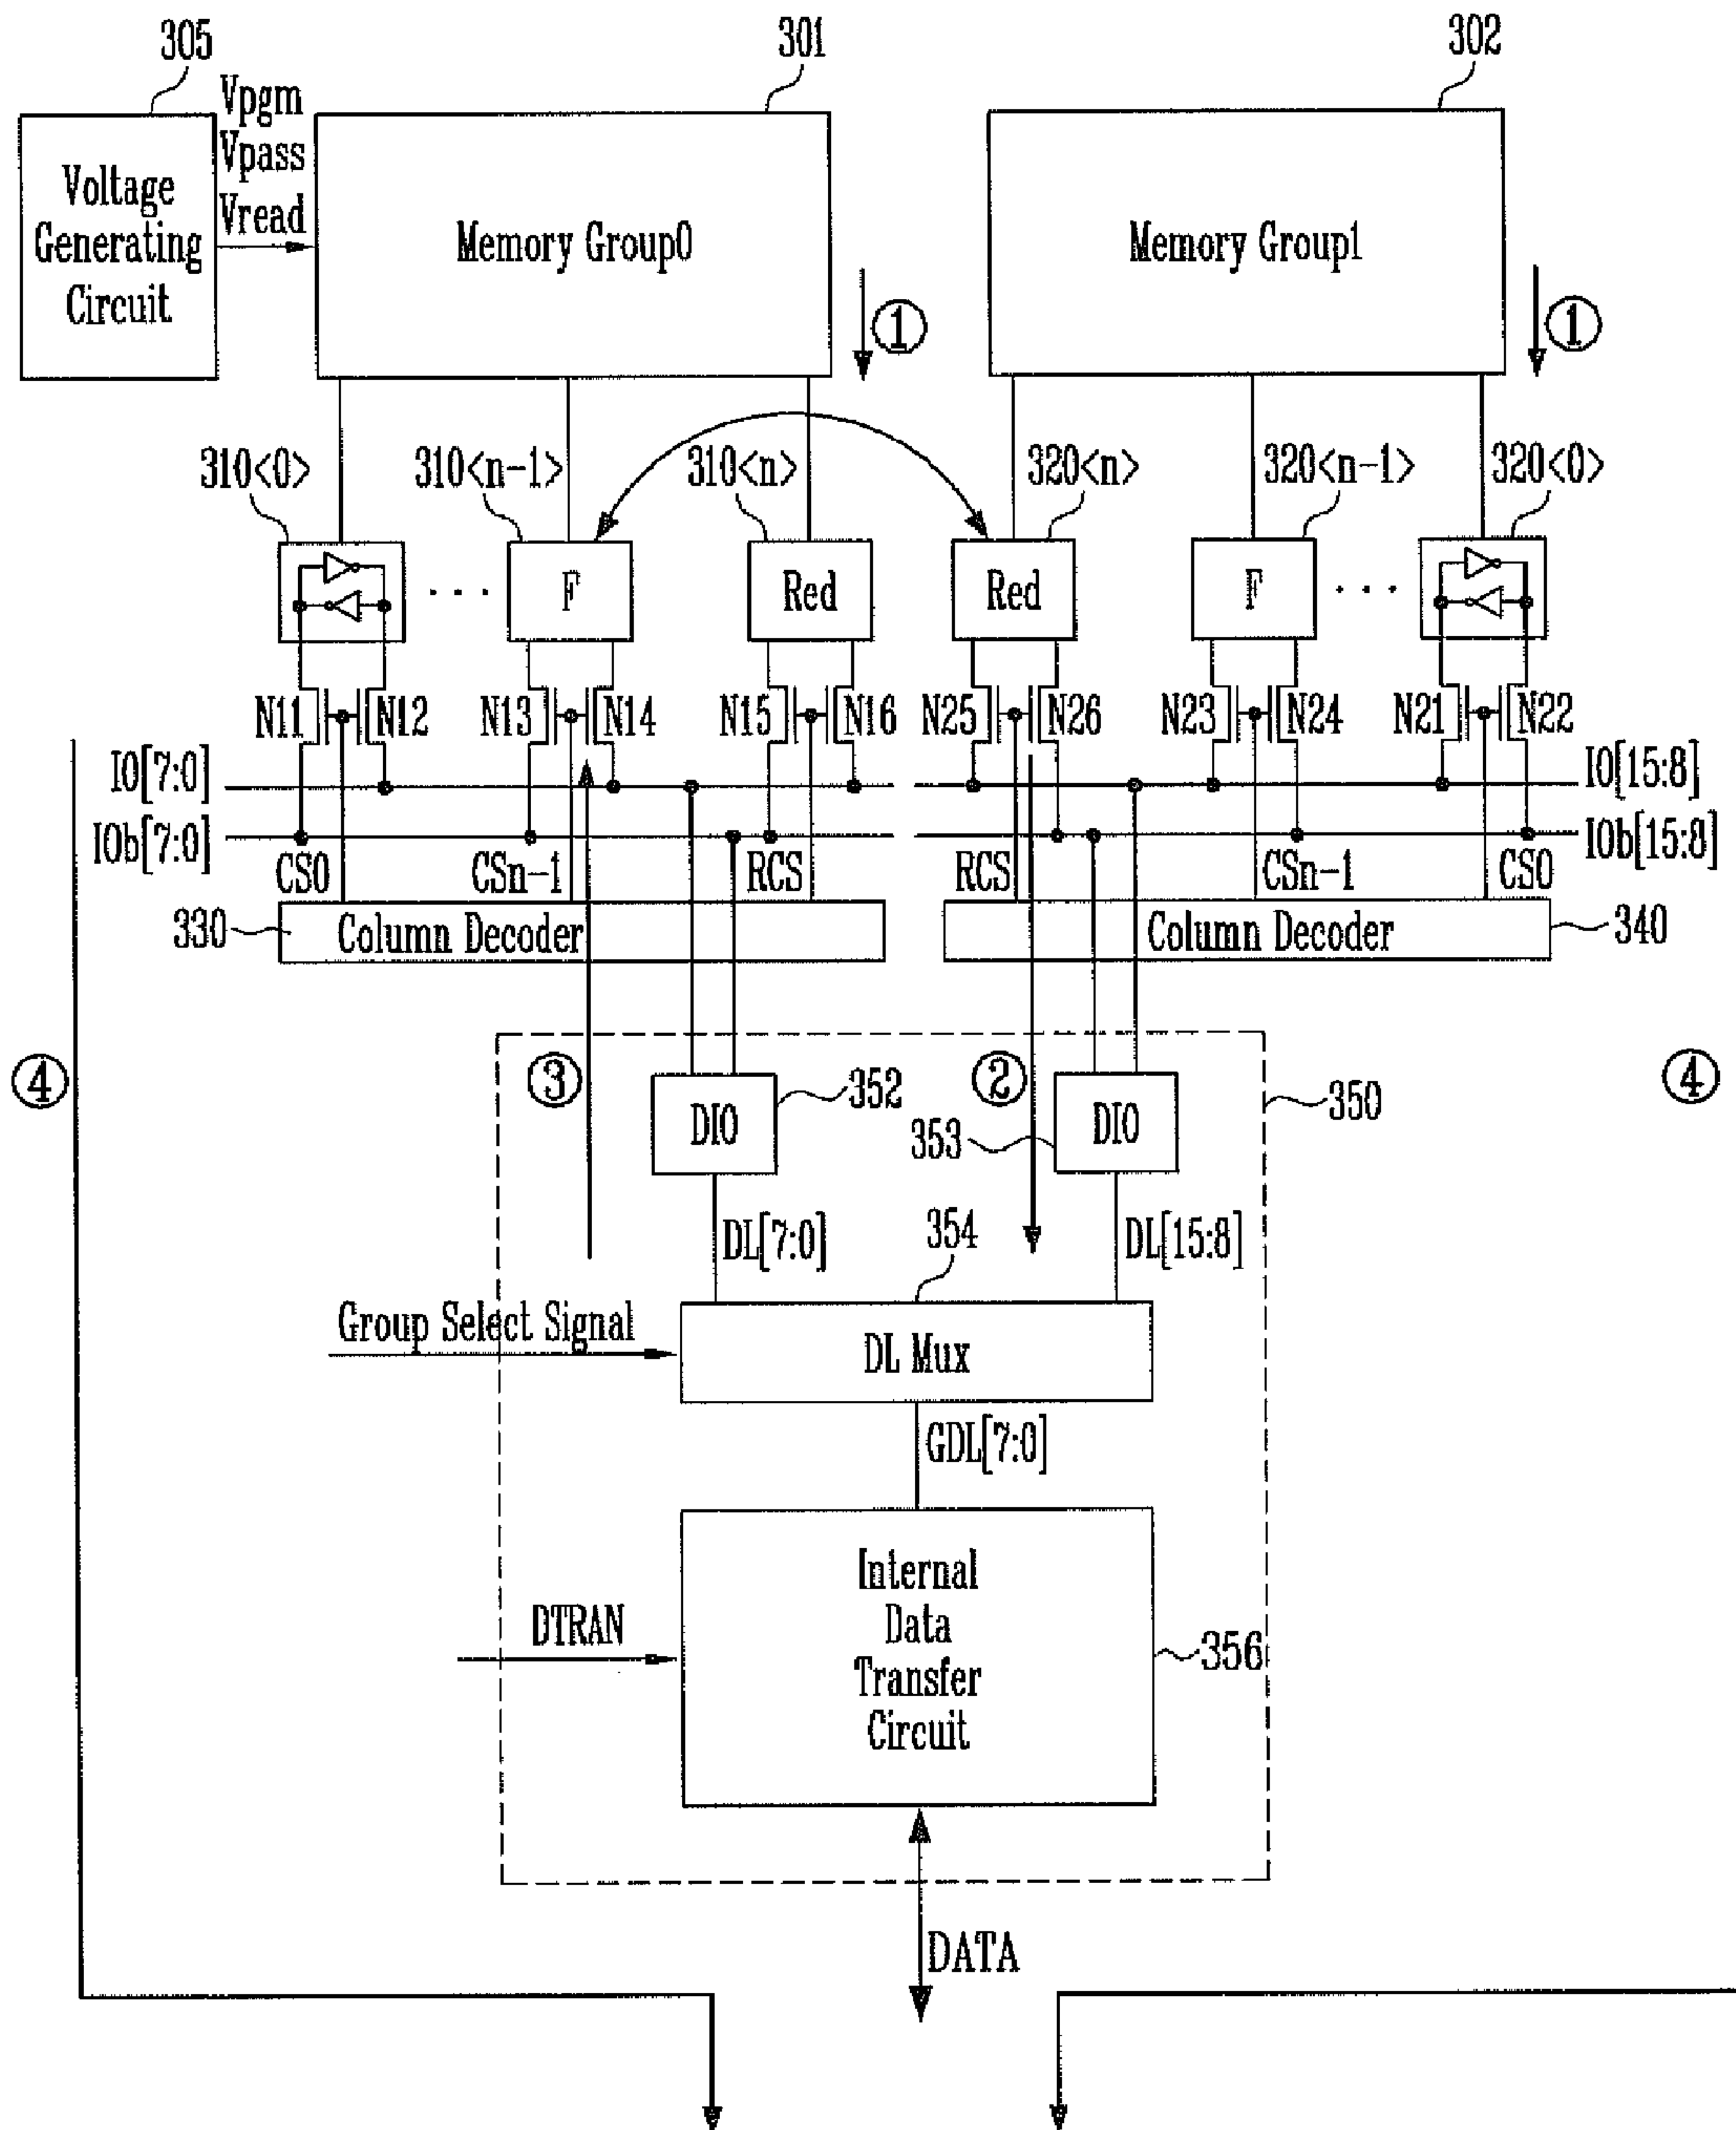 305
301
302
Vpgm
Vpass
Vread
Voltage
Generating
Circuit
Memory Group0
Memory Group1
①
①
310<0>
310<n-1>
310<n>
320<n>
320<n-1>
320<0>
F
Red
Red
F
N11
N12
N13
N14
N15
N16
N25
N26
N23
N24
N21
N22
IO[7:0]
IO[15:8]
IOb[7:0]
IOb[15:8]
CS0
CSn-1
RCS
RCS
CSn-1
CS0
330
Column Decoder
Column Decoder
340
④
③
②
④
352
350
DIO
353
DIO
DL[7:0]
354
DL[15:8]
Group Select Signal
DL Mux
GDL[7:0]
Internal
Data
Transfer
Circuit
DTRAN
356
DATA